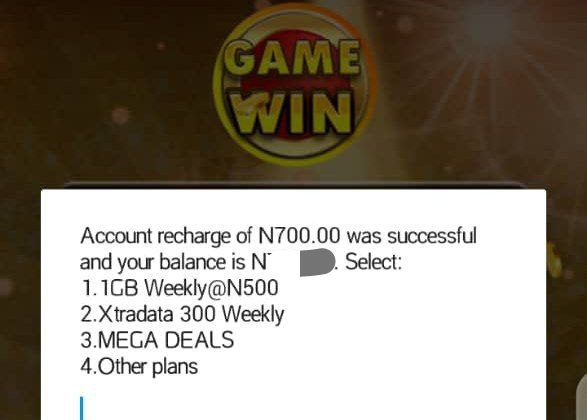 GAME
WIN
Account recharge of N700.00 was successful
and your balance is N . Select:
1.1GB Weekly@N500
2.Xtradata 300 Weekly
3.MEGA DEALS
4.Other plans